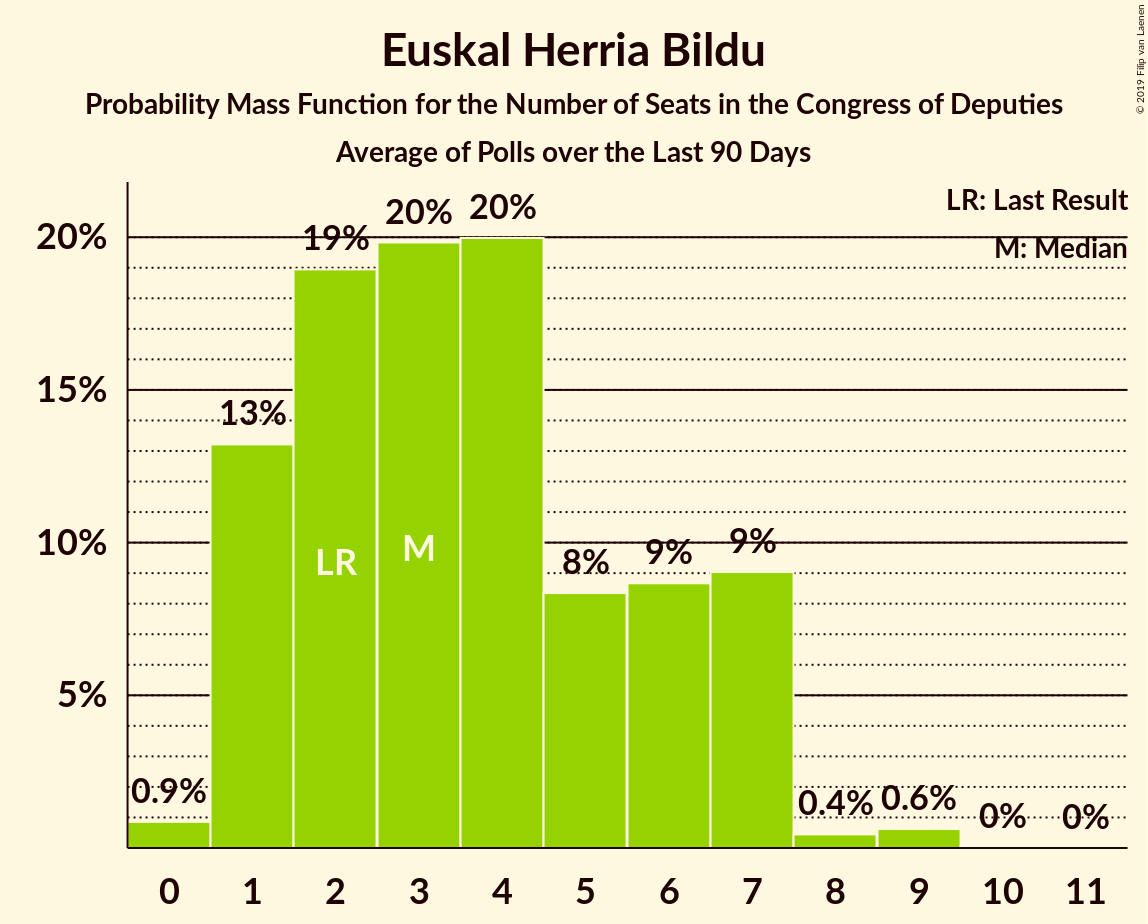 Euskal Herria Bildu
Probability Mass Function for the Number of Seats in the Congress of Deputies
Average of Polls over the Last 90 Days
© 2019 Filip van Laenen
LR: Last Result
M: Median
20%
15%
10%
5%
0.9%
13%
19%
20%
20%
8%
9%
9%
0.4%
0.6%
0%
0%
LR
M
0 1 2 3 4 5 6 7 8 9 10 11